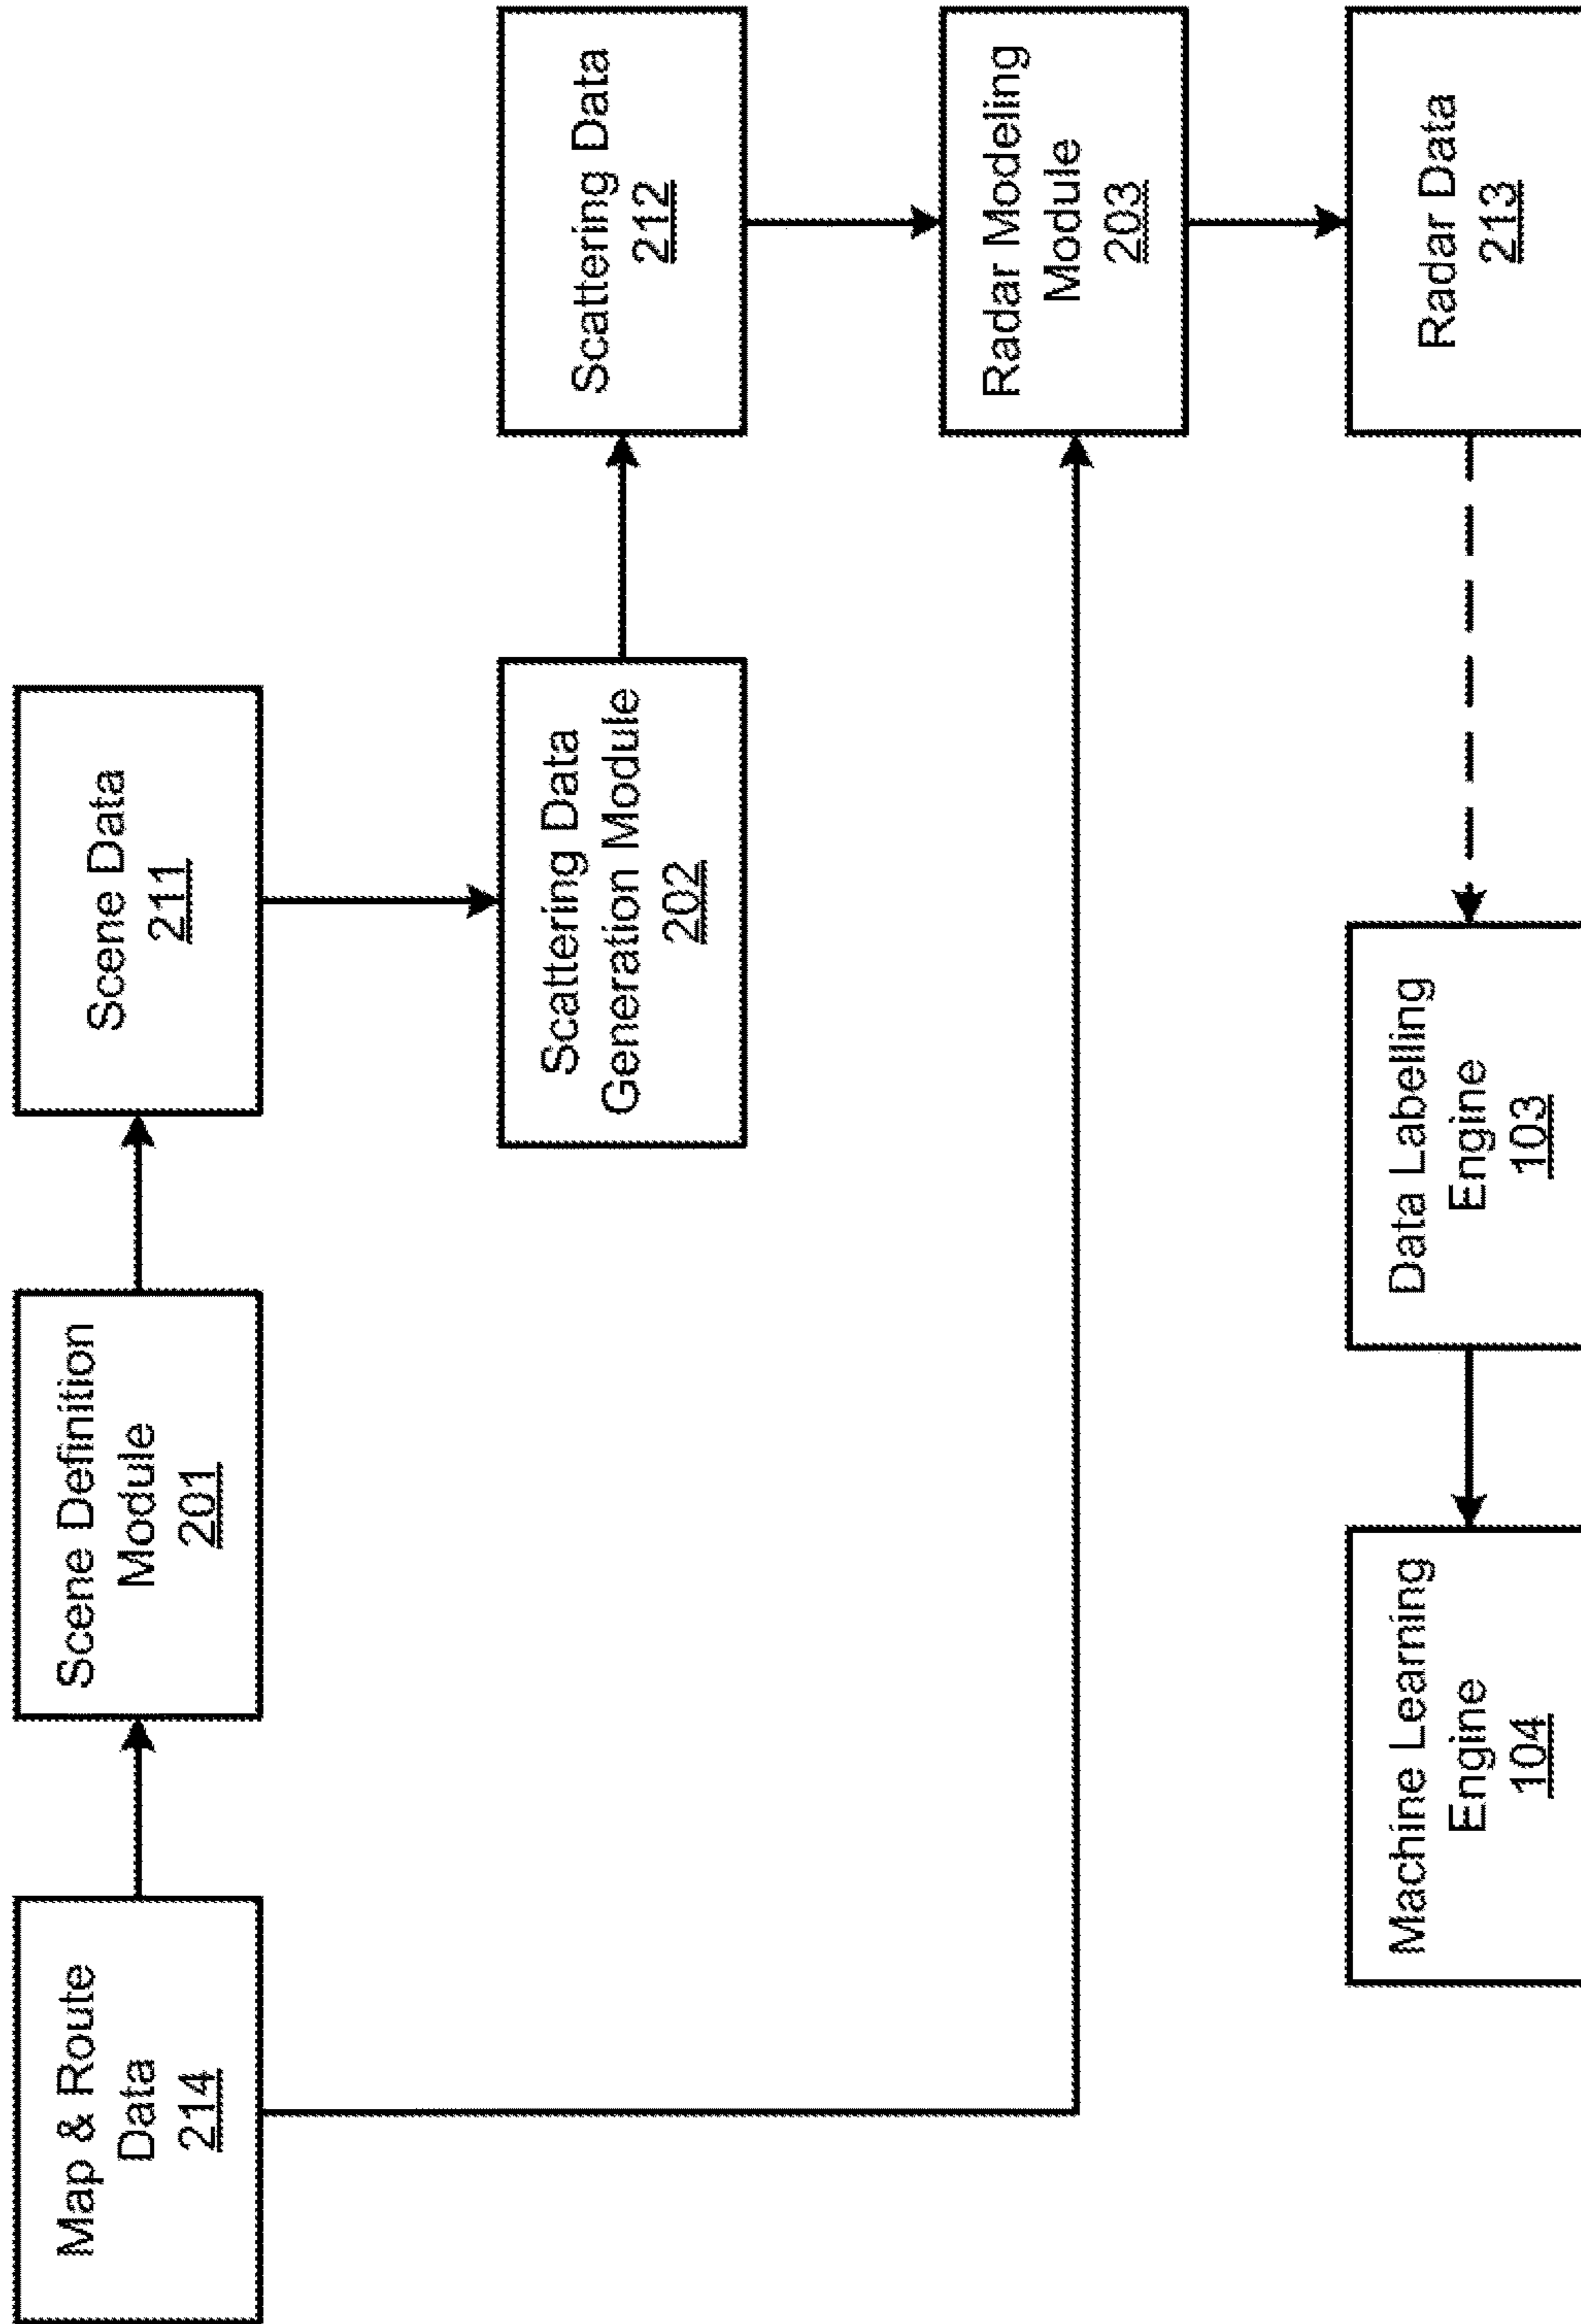 Map & Route
Data
214
Scene Definition
Module
201
Scene Data
211
Scattering Data
Generation Module
202
Scattering Data
212
Radar Modeling
Module
203
Machine Learning
Engine
104
Data Labelling
Engine
103
Radar Data
213